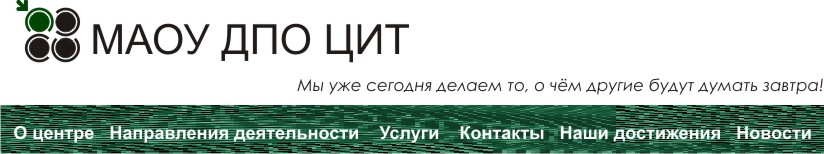 МАОУ ДПО ЦИТ
Мы уже сегодня делаем то, о чём другие будут думать завтра!
О центре Направления деятельности Услуги Контакты Наши достижения Новости